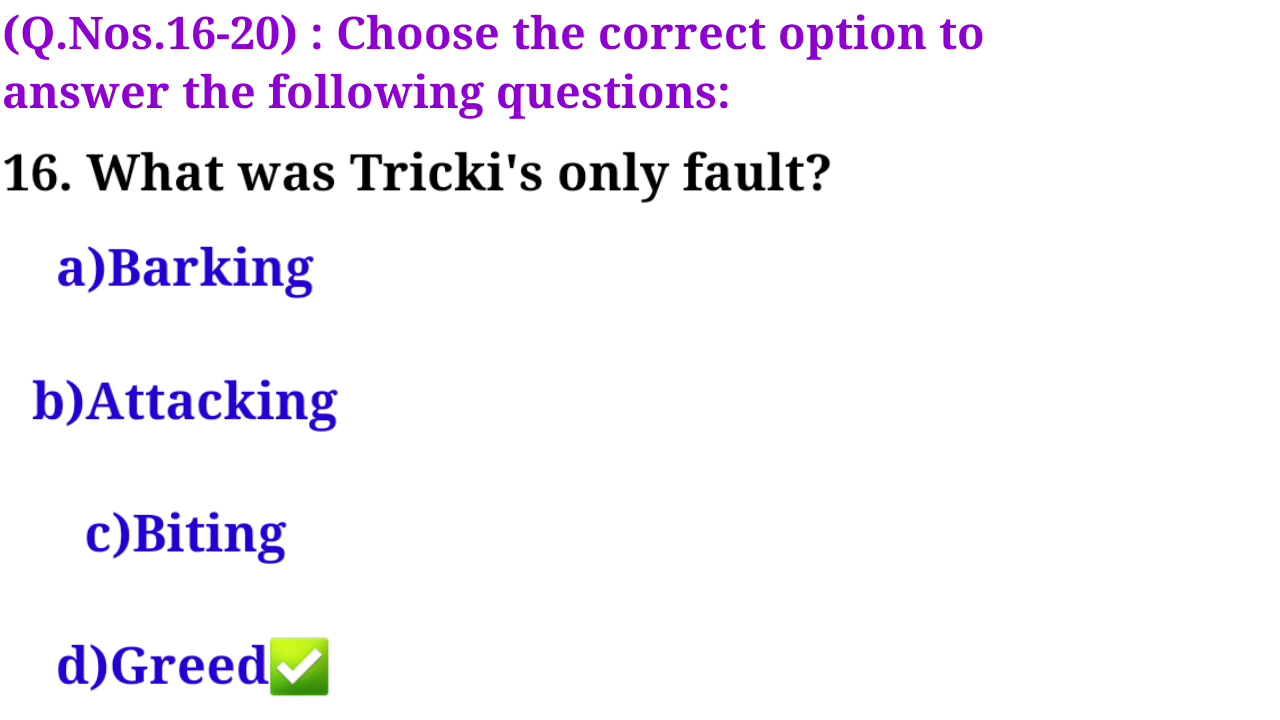 (Q.Nos.16-20) : Choose the correct option to
answer the following questions:
16. What was Tricki's only fault?
a)Barking
b)Attacking
c)Biting
d)Greed✅